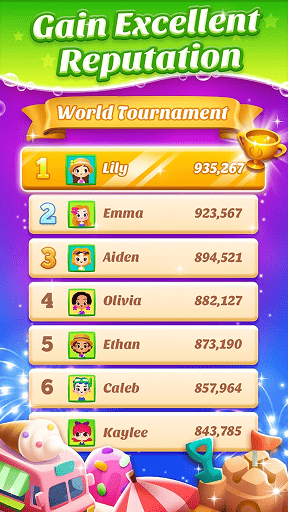 Gain Excellent
Reputation
World Tournament
1 Lily 935,267
2 Emma 923,567
3 Aiden 894,521
4 Olivia 882,127
5 Ethan 873,190
6 Caleb 857,964
Kaylee 843,785